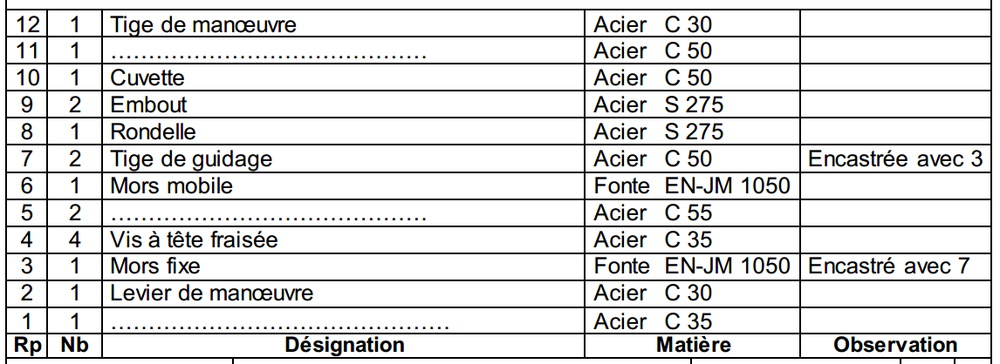 12 1 Tige de manœuvre Acier C 30
11 1 ………………………………… Acier C 50
10 1 Cuvette Acier C 50
9 2 Embout Acier S 275
8 1 Rondelle Acier S 275
7 2 Tige de guidage Acier C 50 Encastrée avec 3
6 1 Mors mobile Fonte EN-JM 1050
5 2 ………………………………… Acier C 55
4 4 Vis à tête fraisée Acier C 35
3 1 Mors fixe Fonte EN-JM 1050 Encastré avec 7
2 1 Levier de manœuvre Acier C 30
1 1 …………………………………… Acier C 35
Rp Nb Désignation Matière Observation